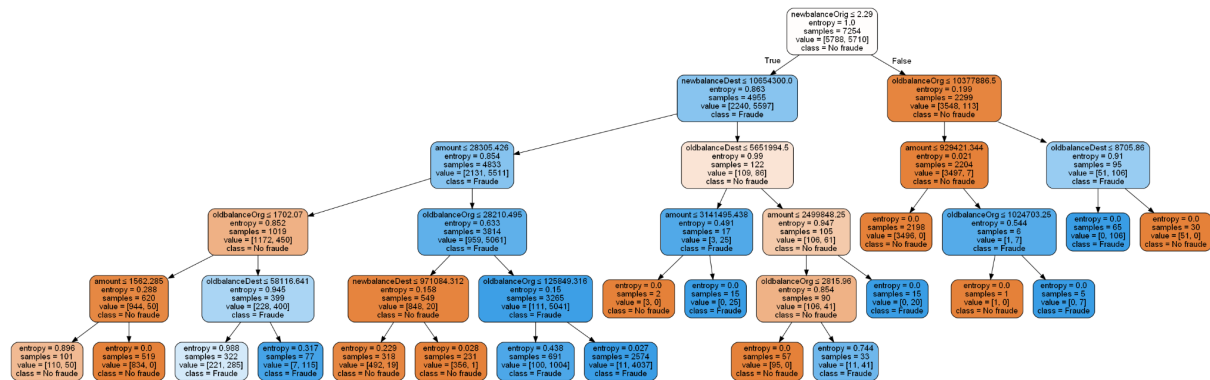 newbalanceOrig ≤ 2.29
entropy = 1.0
samples = 7254
value = [5788, 5710]
class = No fraude
True
False
newbalanceDest ≤ 10654300.0
entropy = 0.863
samples = 4955
value = [2240, 5597]
class = Fraude
oldbalanceOrg ≤ 10377886.5
entropy = 0.199
samples = 2299
value = [3548, 113]
class = No fraude
amount ≤ 28305.426
entropy = 0.854
samples = 4833
value = [2131, 5511]
class = Fraude
oldbalanceDest ≤ 5651994.5
entropy = 0.99
samples = 122
value = [109, 86]
class = No fraude
amount ≤ 929421.344
entropy = 0.021
samples = 2204
value = [3497, 7]
class = No fraude
oldbalanceDest ≤ 8705.86
entropy = 0.91
samples = 95
value = [51, 106]
class = Fraude
oldbalanceOrg ≤ 1702.07
entropy = 0.852
samples = 1019
value = [1172, 450]
class = No fraude
oldbalanceOrg ≤ 28210.495
entropy = 0.633
samples = 3814
value = [959, 5061]
class = Fraude
amount ≤ 3141495.438
entropy = 0.491
samples = 17
value = [3, 25]
class = Fraude
amount ≤ 2499848.25
entropy = 0.947
samples = 105
value = [106, 61]
class = No fraude
entropy = 0.0
samples = 2198
value = [3496, 0]
class = No fraude
oldbalanceOrg ≤ 1024703.25
entropy = 0.544
samples = 6
value = [1, 7]
class = Fraude
entropy = 0.0
samples = 65
value = [0, 106]
class = Fraude
entropy = 0.0
samples = 30
value = [51, 0]
class = No fraude
amount ≤ 1562.285
entropy = 0.288
samples = 620
value = [944, 50]
class = No fraude
oldbalanceDest ≤ 58116.641
entropy = 0.945
samples = 399
value = [228, 400]
class = Fraude
newbalanceDest ≤ 971084.312
entropy = 0.158
samples = 549
value = [848, 20]
class = No fraude
oldbalanceOrg ≤ 125849.316
entropy = 0.15
samples = 3265
value = [111, 5041]
class = Fraude
entropy = 0.0
samples = 2
value = [3, 0]
class = No fraude
entropy = 0.0
samples = 15
value = [0, 25]
class = Fraude
oldbalanceOrg ≤ 2815.96
entropy = 0.854
samples = 90
value = [106, 41]
class = No fraude
entropy = 0.0
samples = 15
value = [0, 20]
class = Fraude
entropy = 0.0
samples = 1
value = [1, 0]
class = No fraude
entropy = 0.0
samples = 5
value = [0, 7]
class = Fraude
entropy = 0.896
samples = 101
value = [110, 50]
class = No fraude
entropy = 0.0
samples = 519
value = [834, 0]
class = No fraude
entropy = 0.988
samples = 322
value = [221, 285]
class = Fraude
entropy = 0.317
samples = 77
value = [7, 115]
class = Fraude
entropy = 0.229
samples = 318
value = [492, 19]
class = No fraude
entropy = 0.028
samples = 231
value = [356, 1]
class = No fraude
entropy = 0.438
samples = 691
value = [100, 1004]
class = Fraude
entropy = 0.027
samples = 2574
value = [11, 4037]
class = Fraude
entropy = 0.0
samples = 57
value = [95, 0]
class = No fraude
entropy = 0.744
samples = 33
value = [11, 41]
class = Fraude